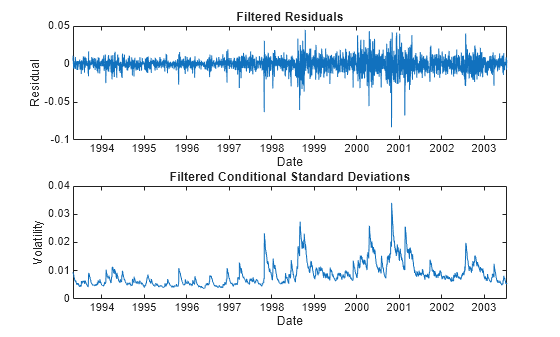 Filtered Residuals
0.05
0
-0.05
-0.1
Residual
1994 1995 1996 1997 1998 1999 2000 2001 2002 2003
Date
Filtered Conditional Standard Deviations
0.04
0.03
0.02
0.01
0
Volatility
1994 1995 1996 1997 1998 1999 2000 2001 2002 2003
Date